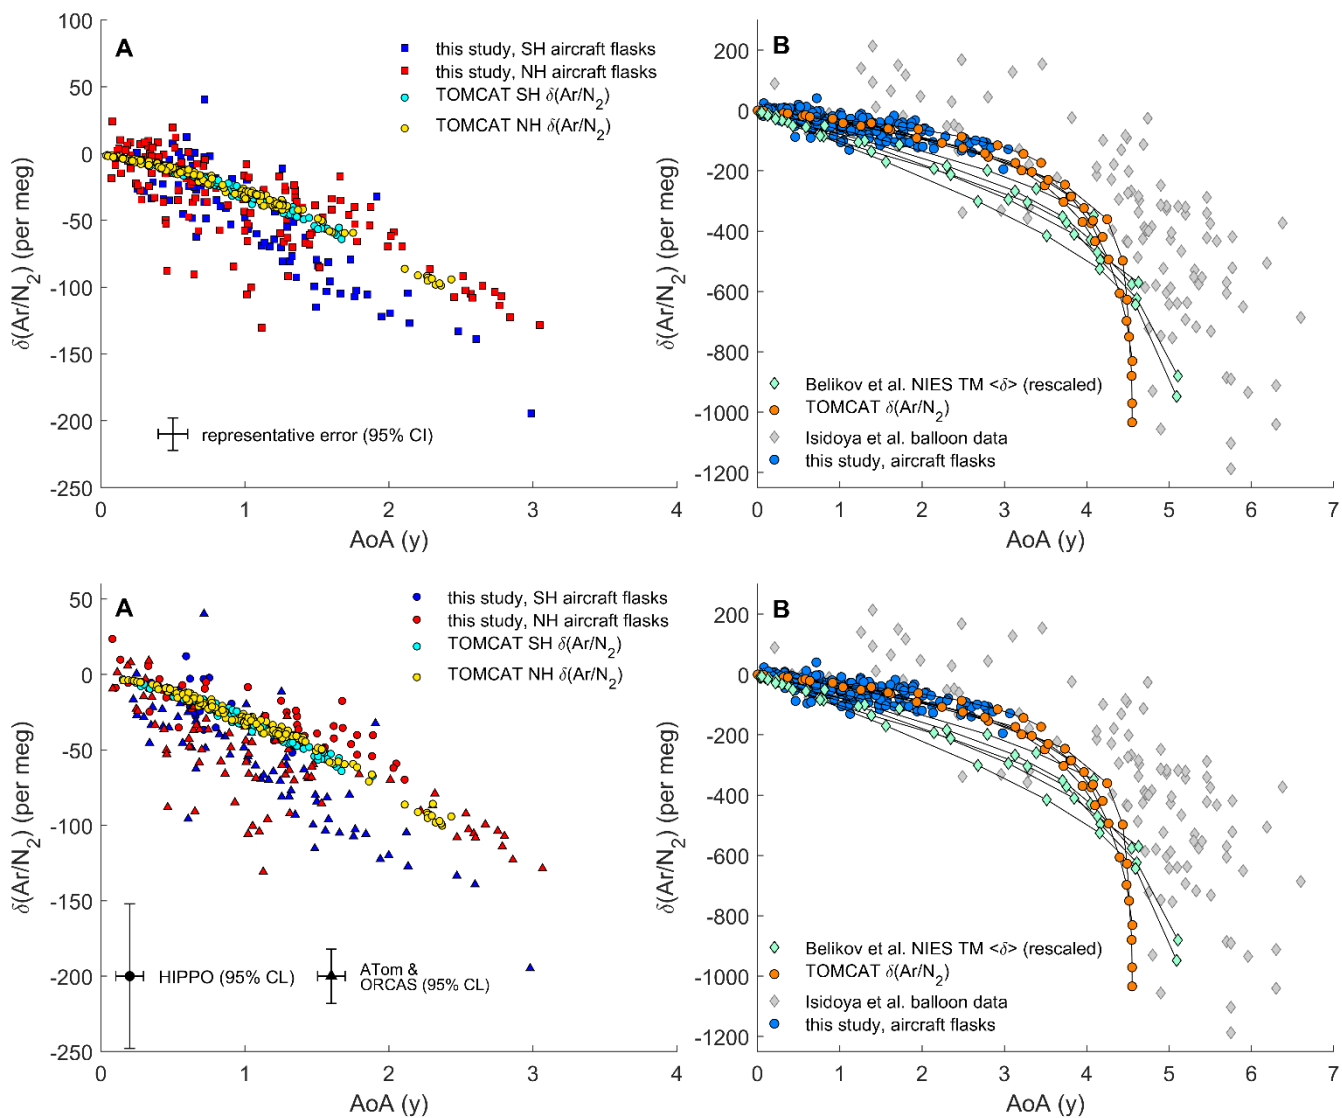 A
this study, SH aircraft flasks
this study, NH aircraft flasks
TOMCAT SH δ(Ar/N₂)
TOMCAT NH δ(Ar/N₂)
representative error (95% CI)
100
50
0
-50
-100
-150
-200
-250
δ(Ar/N₂) (per meg)
0 1 2 3 4
AoA (y)
B
Belikov et al. NIES TM <δ> (rescaled)
TOMCAT δ(Ar/N₂)
Isidoya et al. balloon data
this study, aircraft flasks
200
0
-200
-400
-600
-800
-1000
-1200
δ(Ar/N₂) (per meg)
0 1 2 3 4 5 6 7
AoA (y)
A
this study, SH aircraft flasks
this study, NH aircraft flasks
TOMCAT SH δ(Ar/N₂)
TOMCAT NH δ(Ar/N₂)
HIPPO (95% CL)
ATom &
ORCAS (95% CL)
50
0
-50
-100
-150
-200
-250
δ(Ar/N₂) (per meg)
0 1 2 3 4
AoA (y)
B
Belikov et al. NIES TM <δ> (rescaled)
TOMCAT δ(Ar/N₂)
Isidoya et al. balloon data
this study, aircraft flasks
200
0
-200
-400
-600
-800
-1000
-1200
δ(Ar/N₂) (per meg)
0 1 2 3 4 5 6 7
AoA (y)